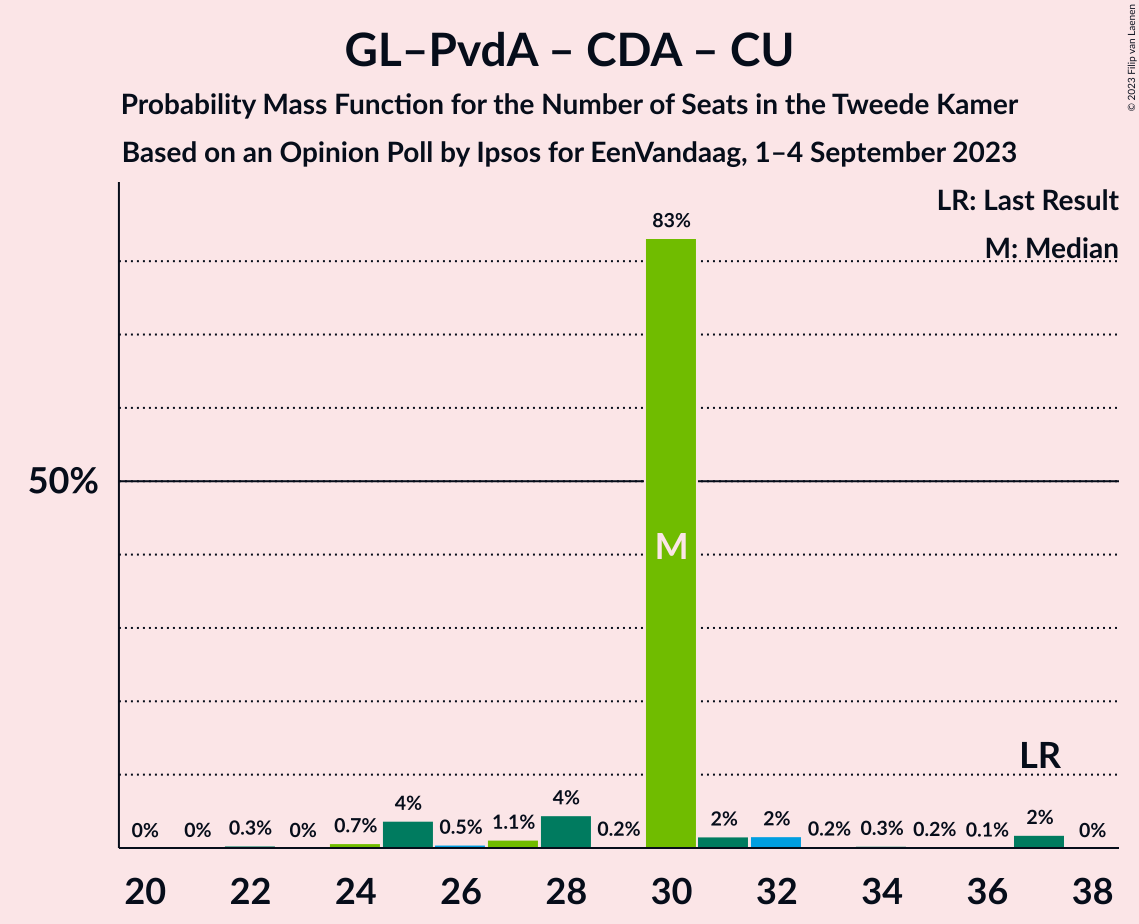 GL–PvdA – CDA – CU
Probability Mass Function for the Number of Seats in the Tweede Kamer
Based on an Opinion Poll by Ipsos for EenVandaag, 1–4 September 2023
© 2023 Filip van Laenen
LR: Last Result
M: Median
50%
0% 0% 0.3% 0% 0.7% 4% 0.5% 1.1% 4% 0.2% 83% 2% 2% 0.2% 0.3% 0.2% 0.1% 2% 0%
M
LR
20 22 24 26 28 30 32 34 36 38